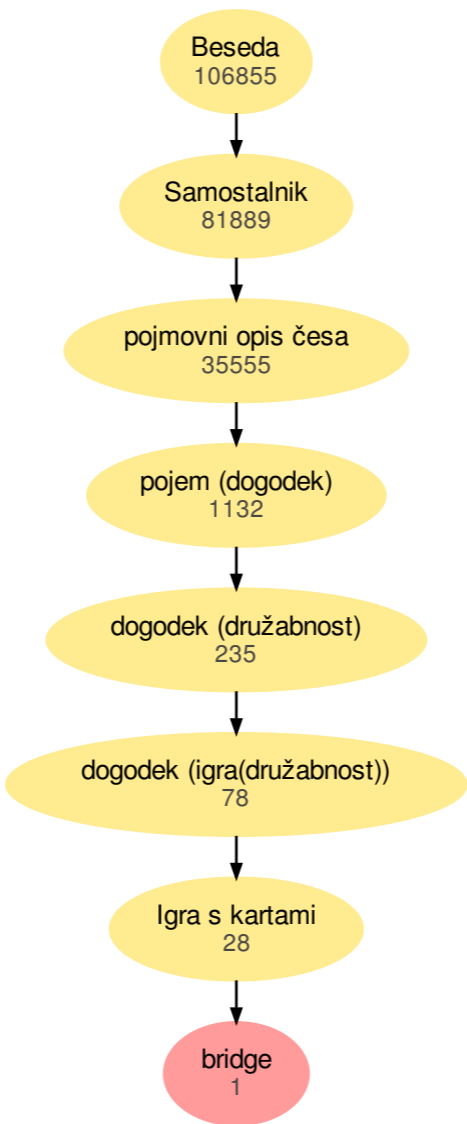 Beseda
106855
Samostalnik
81889
pojmovni opis česa
35555
pojem (dogodek)
1132
dogodek (družabnost)
235
dogodek (igra(družabnost))
78
Igra s kartami
28
bridge
1